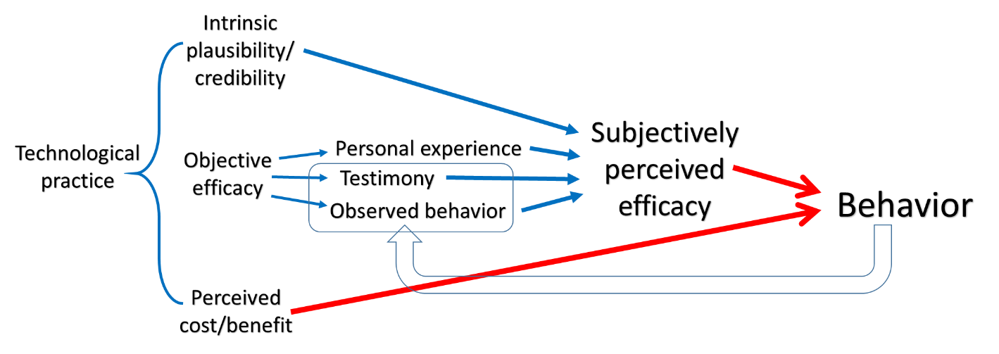 Intrinsic
plausibility/
credibility
Technological
practice
Objective
efficacy
Personal experience
Testimony
Observed behavior
Subjectively
perceived
efficacy
Behavior
Perceived
cost/benefit